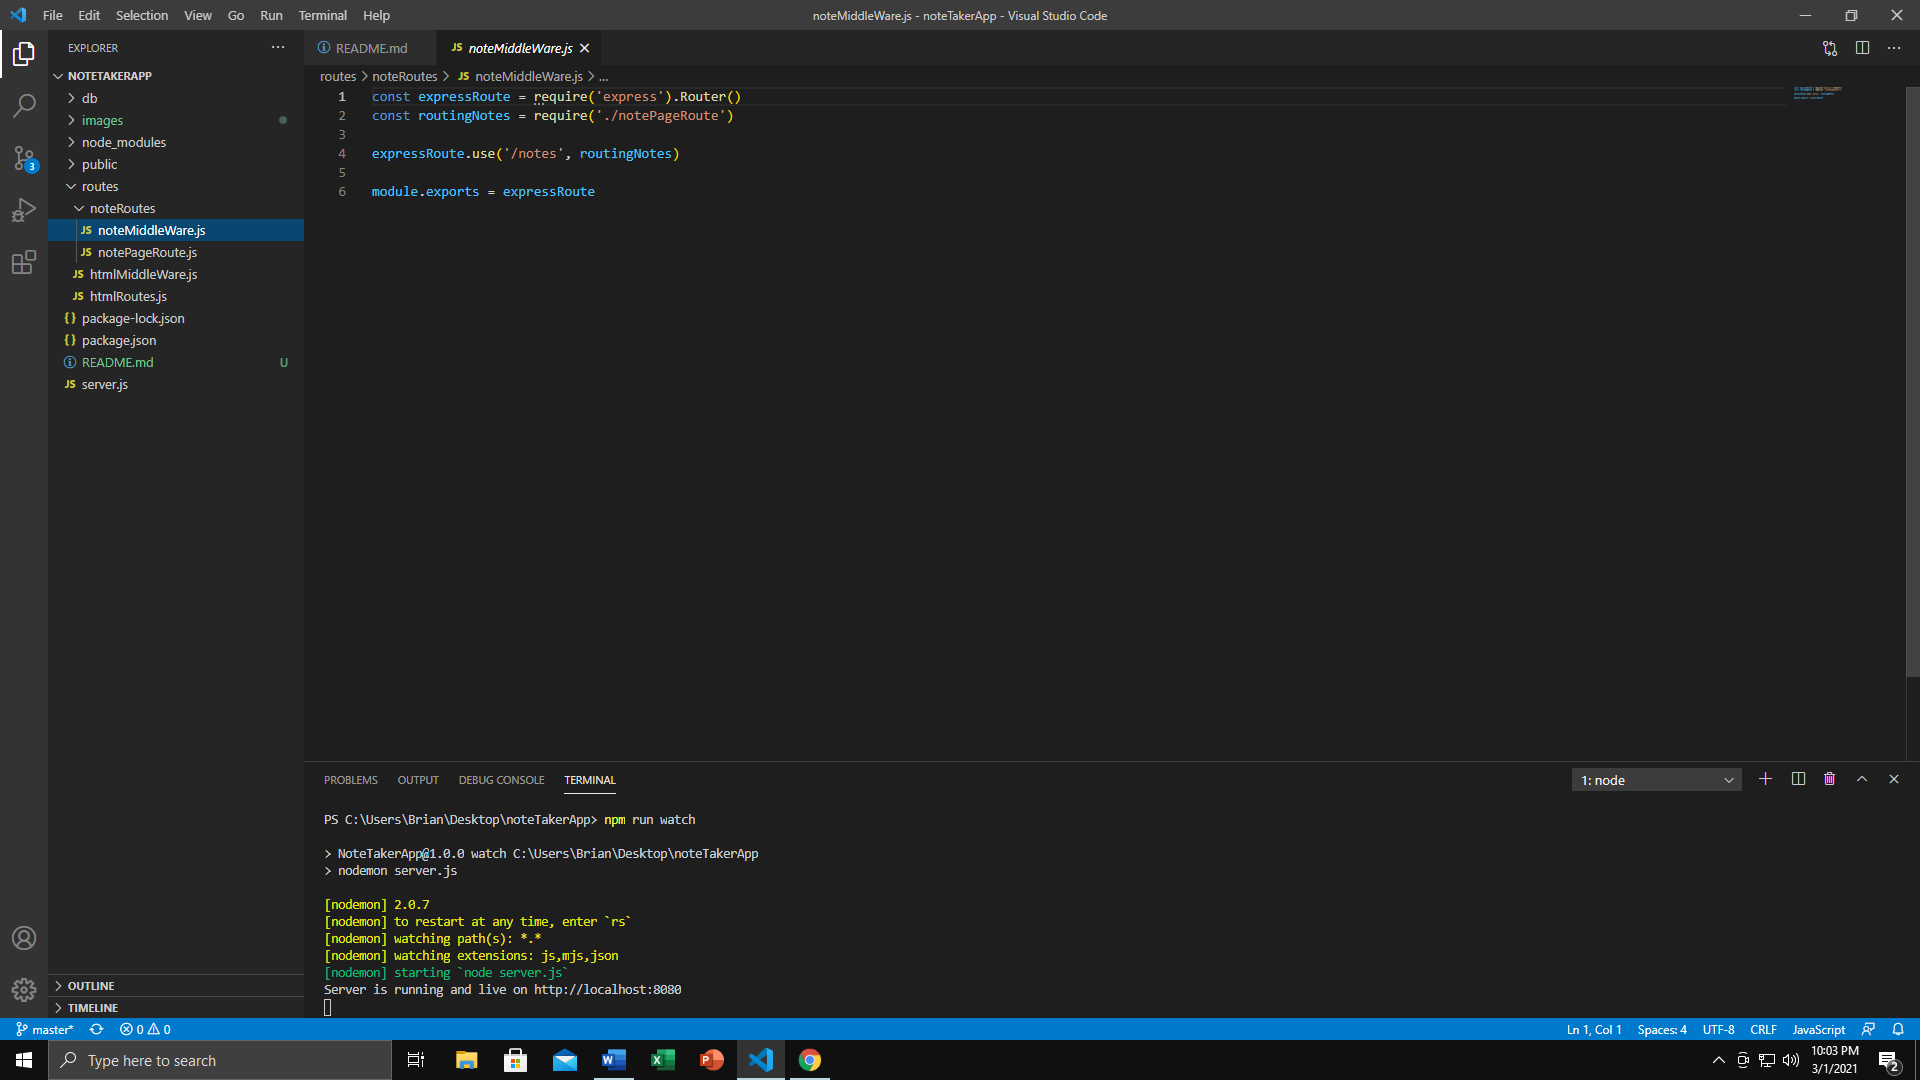 File Edit Selection View Go Run Terminal Help
noteMiddleWare.js - noteTakerApp - Visual Studio Code
EXPLORER
NOTETAKERAPP
db
images
node_modules
public
routes
noteRoutes
JS noteMiddleWare.js
JS notePageRoute.js
JS htmlMiddleWare.js
JS htmlRoutes.js
{} package-lock.json
{} package.json
README.md U
JS server.js
OUTLINE
TIMELINE
3
README.md
JS noteMiddleWare.js
routes > noteRoutes > JS noteMiddleWare.js > ...
1 const expressRoute = require('express').Router()
2 const routingNotes = require('./notePageRoute')
3
4 expressRoute.use('/notes', routingNotes)
5
6 module.exports = expressRoute
PROBLEMS OUTPUT DEBUG CONSOLE TERMINAL
1: node
PS C:\Users\Brian\Desktop\noteTakerApp> npm run watch
> NoteTakerApp@1.0.0 watch C:\Users\Brian\Desktop\noteTakerApp
> nodemon server.js
[nodemon] 2.0.7
[nodemon] to restart at any time, enter `rs`
[nodemon] watching path(s): *.*
[nodemon] watching extensions: js,mjs,json
[nodemon] starting `node server.js`
Server is running and live on http://localhost:8080
master* 0 0
Ln 1, Col 1 Spaces: 4 UTF-8 CRLF JavaScript
Type here to search
10:03 PM
3/1/2021
2